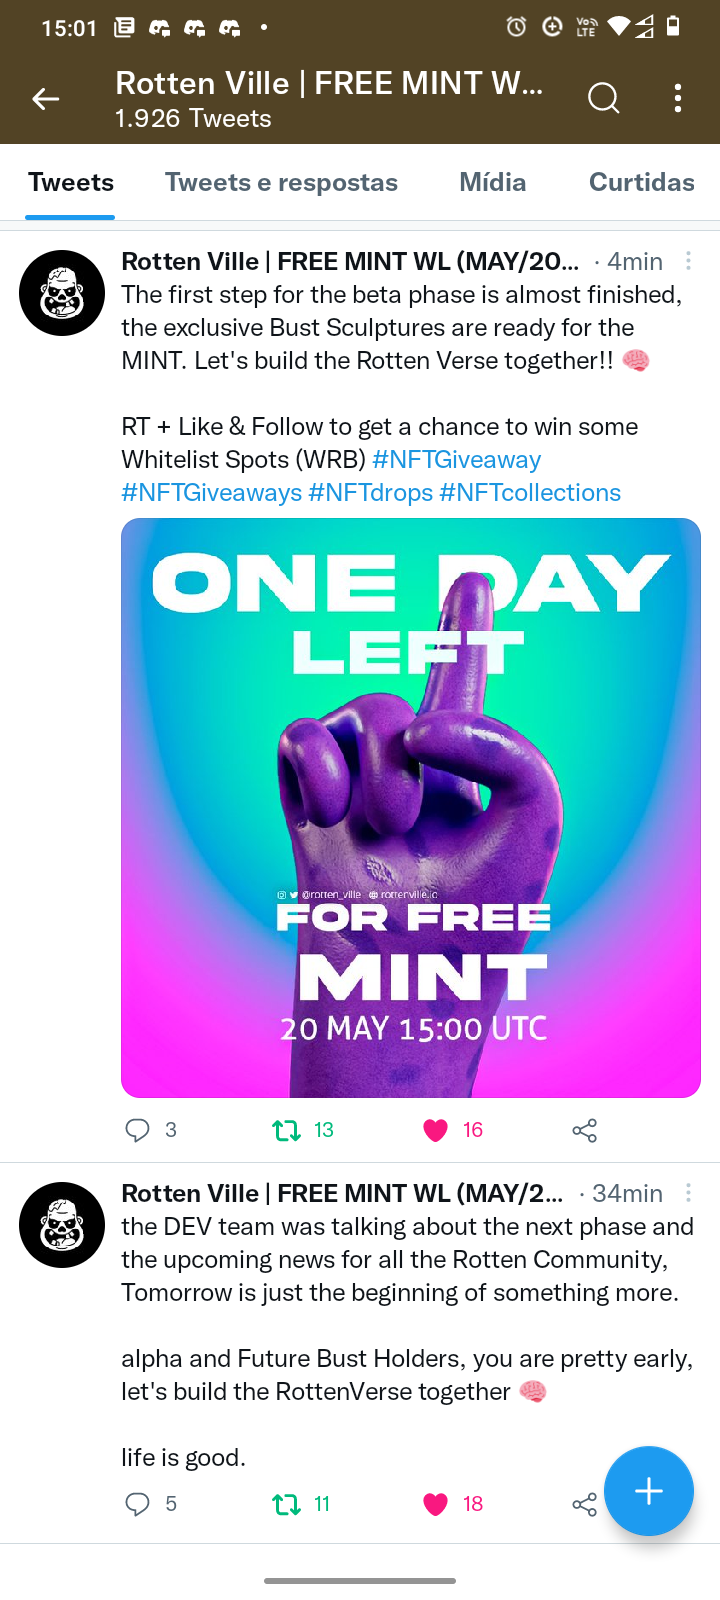 15:01
Vo)) LTE
Rotten Ville | FREE MINT W...
1.926 Tweets
Tweets
Tweets e respostas
Mídia
Curtidas
Rotten Ville | FREE MINT WL (MAY/20... · 4min
The first step for the beta phase is almost finished,
the exclusive Bust Sculptures are ready for the
MINT. Let's build the Rotten Verse together!! 🧠
RT + Like & Follow to get a chance to win some
Whitelist Spots (WRB) #NFTGiveaway
#NFTGiveaways #NFTdrops #NFTcollections
ONE DAY
LEFT
@rotten_ville rottenville.io
FOR FREE
MINT
20 MAY 15:00 UTC
3 13 16
Rotten Ville | FREE MINT WL (MAY/2... · 34min
the DEV team was talking about the next phase and
the upcoming news for all the Rotten Community,
Tomorrow is just the beginning of something more.
alpha and Future Bust Holders, you are pretty early,
let's build the RottenVerse together 🧠
life is good.
5 11 18